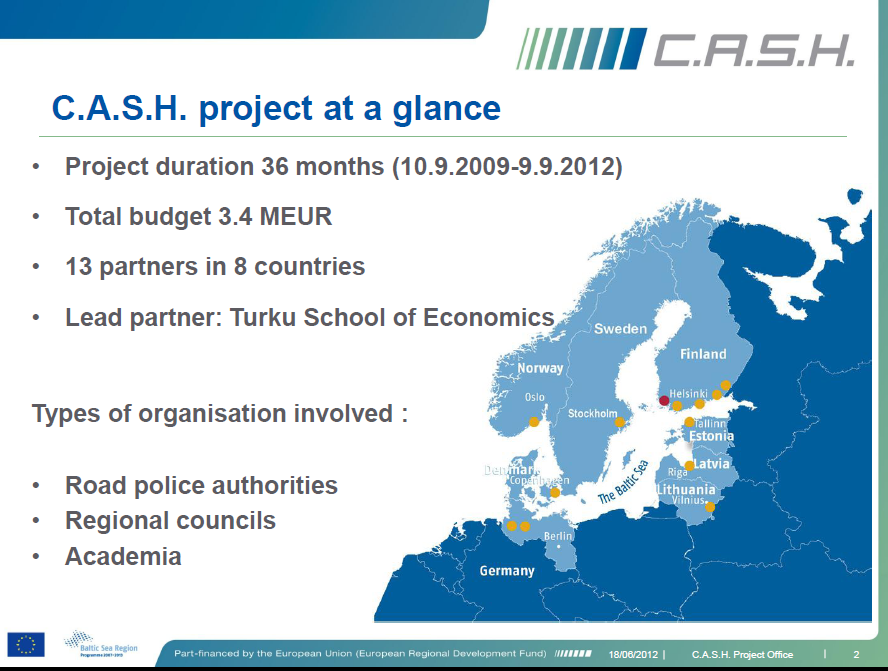 C.A.S.H.
C.A.S.H. project at a glance
• Project duration 36 months (10.9.2009-9.9.2012)
• Total budget 3.4 MEUR
• 13 partners in 8 countries
• Lead partner: Turku School of Economics
Types of organisation involved :
• Road police authorities
• Regional councils
• Academia
Sweden
Finland
Norway
Oslo
Helsinki
Stockholm
Tallinn
Estonia
Denmark
Copenhagen
The Baltic Sea
Riga
Latvia
Lithuania
Vilnius
Berlin
Germany
Baltic Sea Region
Programme 2007-2013
Part-financed by the European Union (European Regional Development Fund)
18/06/2012 |
C.A.S.H. Project Office
|
2